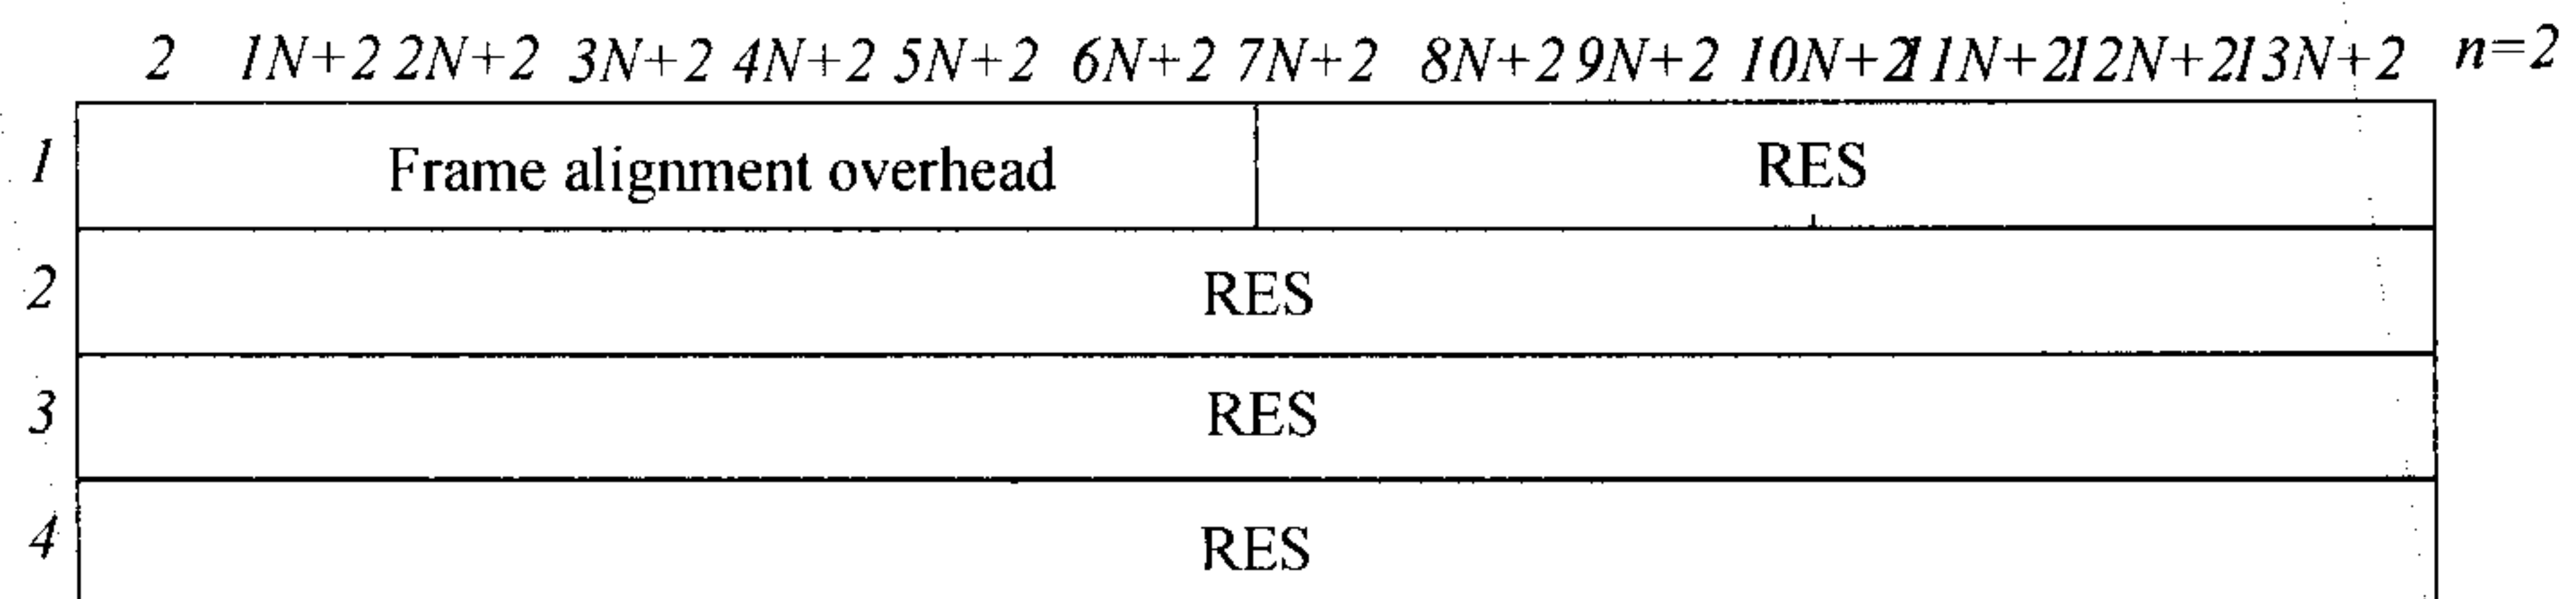 2 1N+2 2N+2 3N+2 4N+2 5N+2 6N+2 7N+2 8N+2 9N+2 10N+2 11N+2 12N+2 13N+2 n=2
1 Frame alignment overhead RES
2 RES
3 RES
4 RES